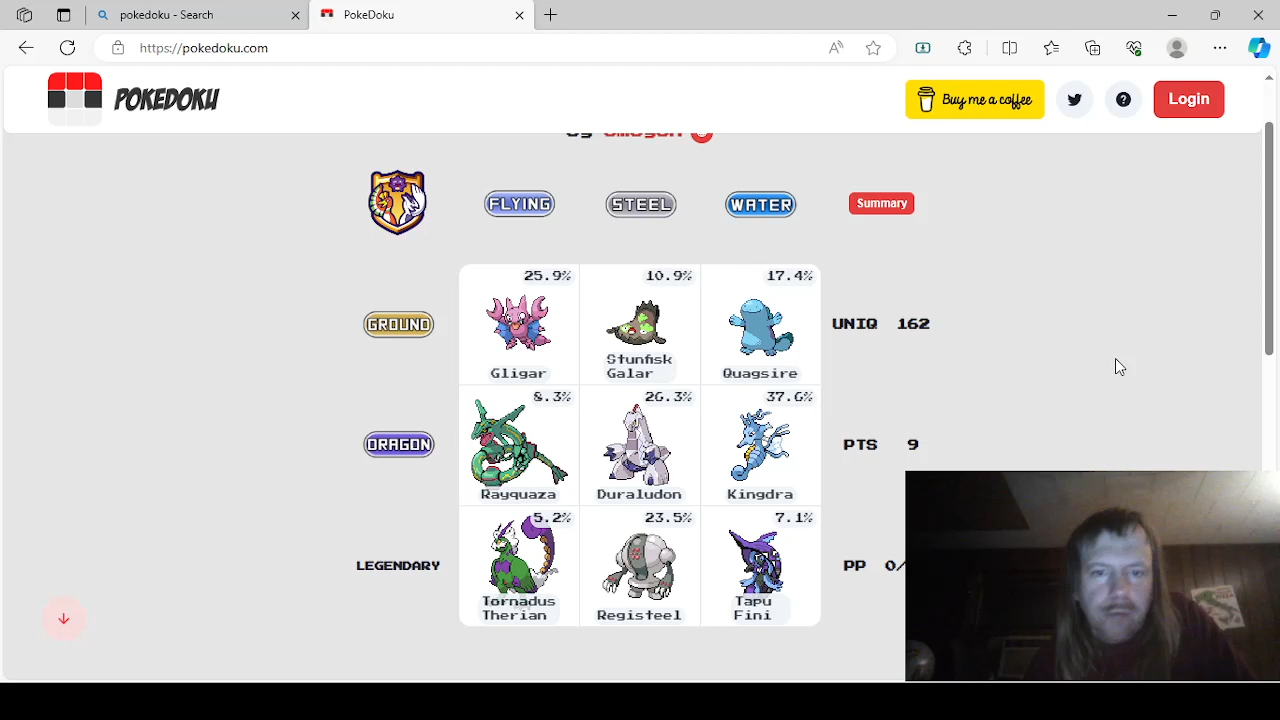 pokedoku - Search
PokeDoku
https://pokedoku.com
POKEDOKU
Buy me a coffee
Login
FLYING
STEEL
WATER
Summary
25.9%
10.9%
17.4%
GROUND
Gligar
Stunfisk
Galar
Quagsire
UNIQ 162
8.3%
26.3%
37.6%
DRAGON
Rayquaza
Duraludon
Kingdra
PTS 9
5.2%
23.5%
7.1%
LEGENDARY
Tornadus
Therian
Registeel
Tapu
Fini
PP 0/